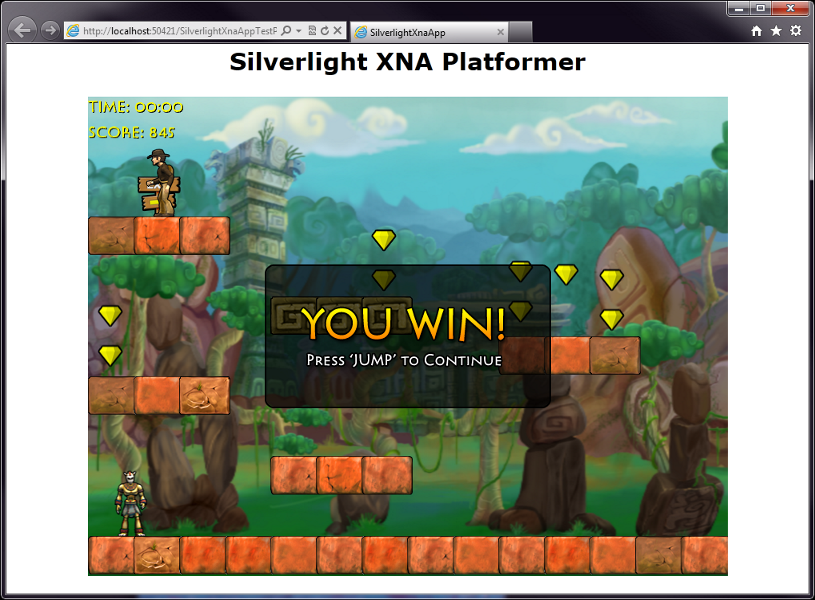 http://localhost:50421/SilverlightXnaAppTestP
SilverlightXnaApp
Silverlight XNA Platformer
TIME: 00:00
SCORE: 845
YOU WIN!
PRESS ‘JUMP’ TO CONTINUE